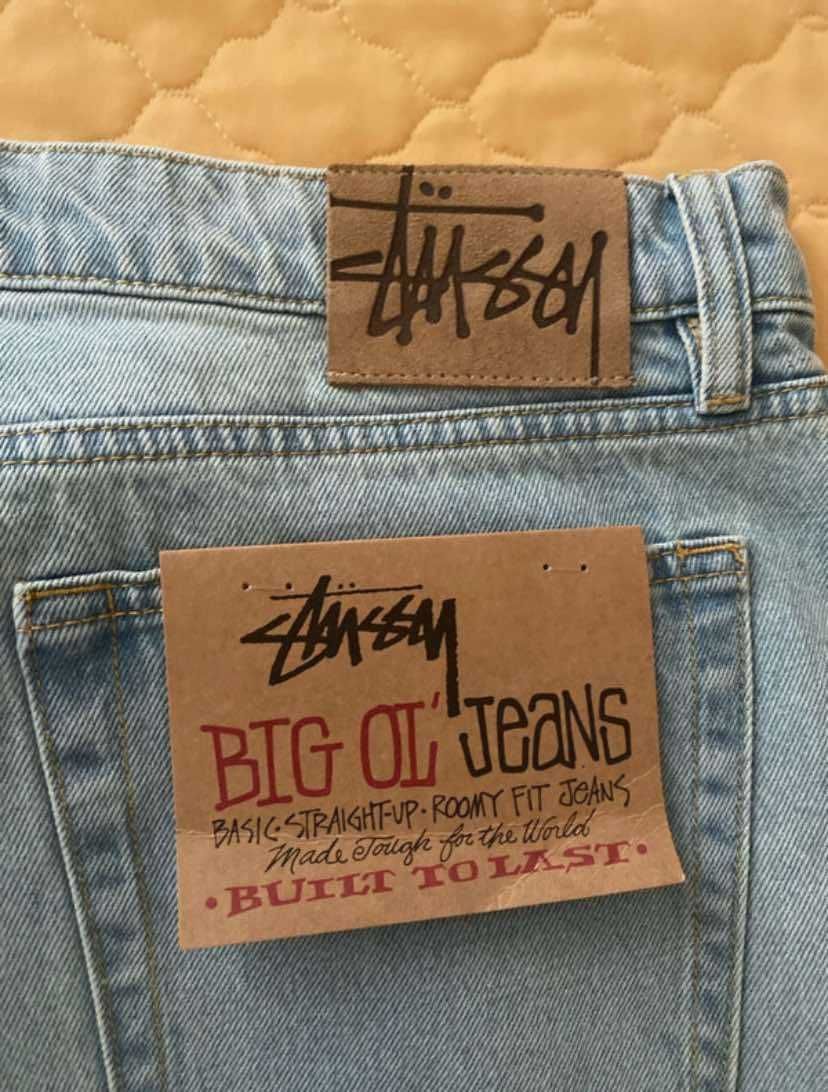 Stüssy
Stüssy
BIG OL' JEANS
BASIC·STRAIGHT-UP·ROOMY FIT JEANS
Made Tough for the World
·BUILT TO LAST·